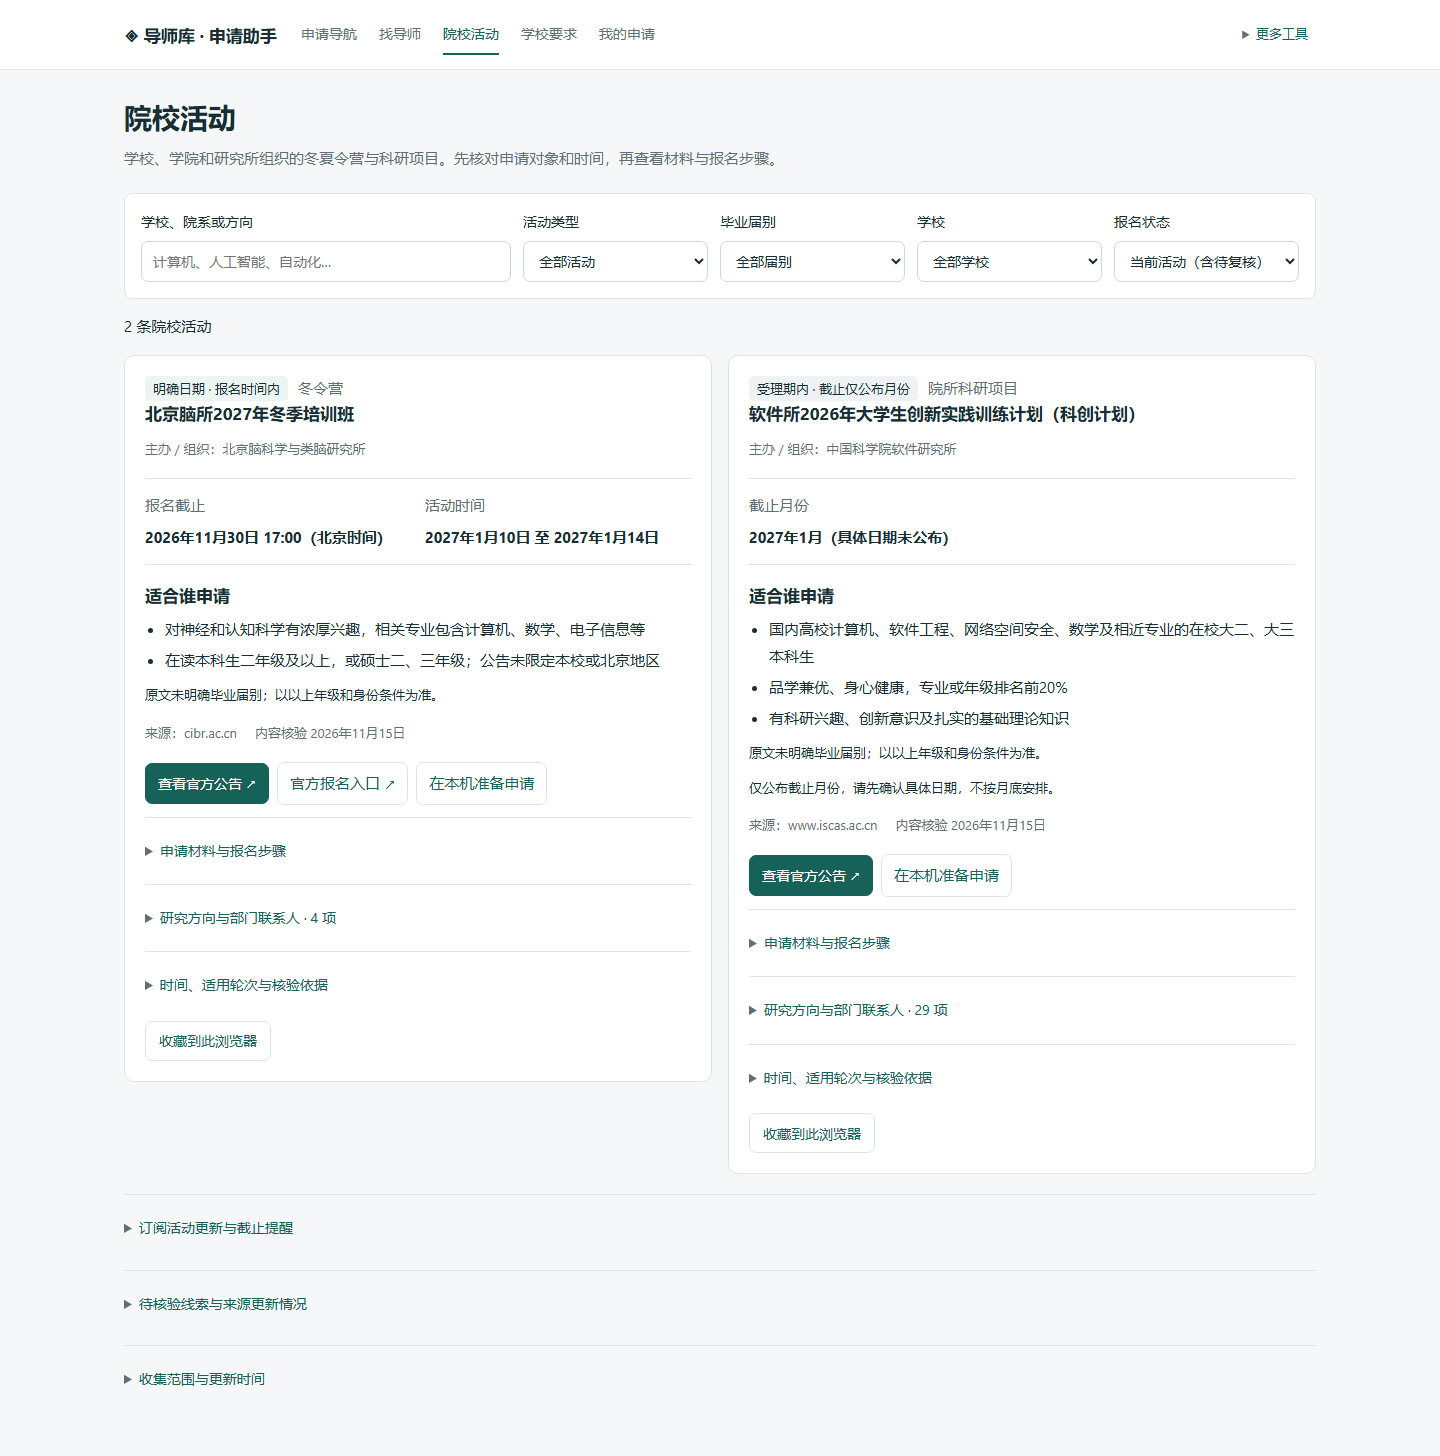 ◈ 导师库 · 申请助手 申请导航 找导师 院校活动 学校要求 我的申请 ▶ 更多工具
院校活动
学校、学院和研究所组织的冬夏令营与科研项目。先核对申请对象和时间，再查看材料与报名步骤。
学校、院系或方向 活动类型 毕业届别 学校 报名状态
计算机、人工智能、自动化... 全部活动 全部届别 全部学校 当前活动（含待复核）
2 条院校活动
明确日期 · 报名时间内 冬令营
北京脑所2027年冬季培训班
主办 / 组织：北京脑科学与类脑研究所
报名截止 活动时间
2026年11月30日 17:00（北京时间） 2027年1月10日 至 2027年1月14日
适合谁申请
• 对神经和认知科学有浓厚兴趣，相关专业包含计算机、数学、电子信息等
• 在读本科生二年级及以上，或硕士二、三年级；公告未限定本校或北京地区
原文未明确毕业届别；以以上年级和身份条件为准。
来源：cibr.ac.cn 内容核验 2026年11月15日
查看官方公告 ↗ 官方报名入口 ↗ 在本机准备申请
▶ 申请材料与报名步骤
▶ 研究方向与部门联系人 · 4 项
▶ 时间、适用轮次与核验依据
收藏到此浏览器
受理期内 · 截止仅公布月份 院所科研项目
软件所2026年大学生创新实践训练计划（科创计划）
主办 / 组织：中国科学院软件研究所
截止月份
2027年1月（具体日期未公布）
适合谁申请
• 国内高校计算机、软件工程、网络空间安全、数学及相近专业的在校大二、大三
本科生
• 品学兼优、身心健康，专业或年级排名前20%
• 有科研兴趣、创新意识及扎实的基础理论知识
原文未明确毕业届别；以以上年级和身份条件为准。
仅公布截止月份，请先确认具体日期，不按月底安排。
来源：www.iscas.ac.cn 内容核验 2026年11月15日
查看官方公告 ↗ 在本机准备申请
▶ 申请材料与报名步骤
▶ 研究方向与部门联系人 · 29 项
▶ 时间、适用轮次与核验依据
收藏到此浏览器
▶ 订阅活动更新与截止提醒
▶ 待核验线索与来源更新情况
▶ 收集范围与更新时间